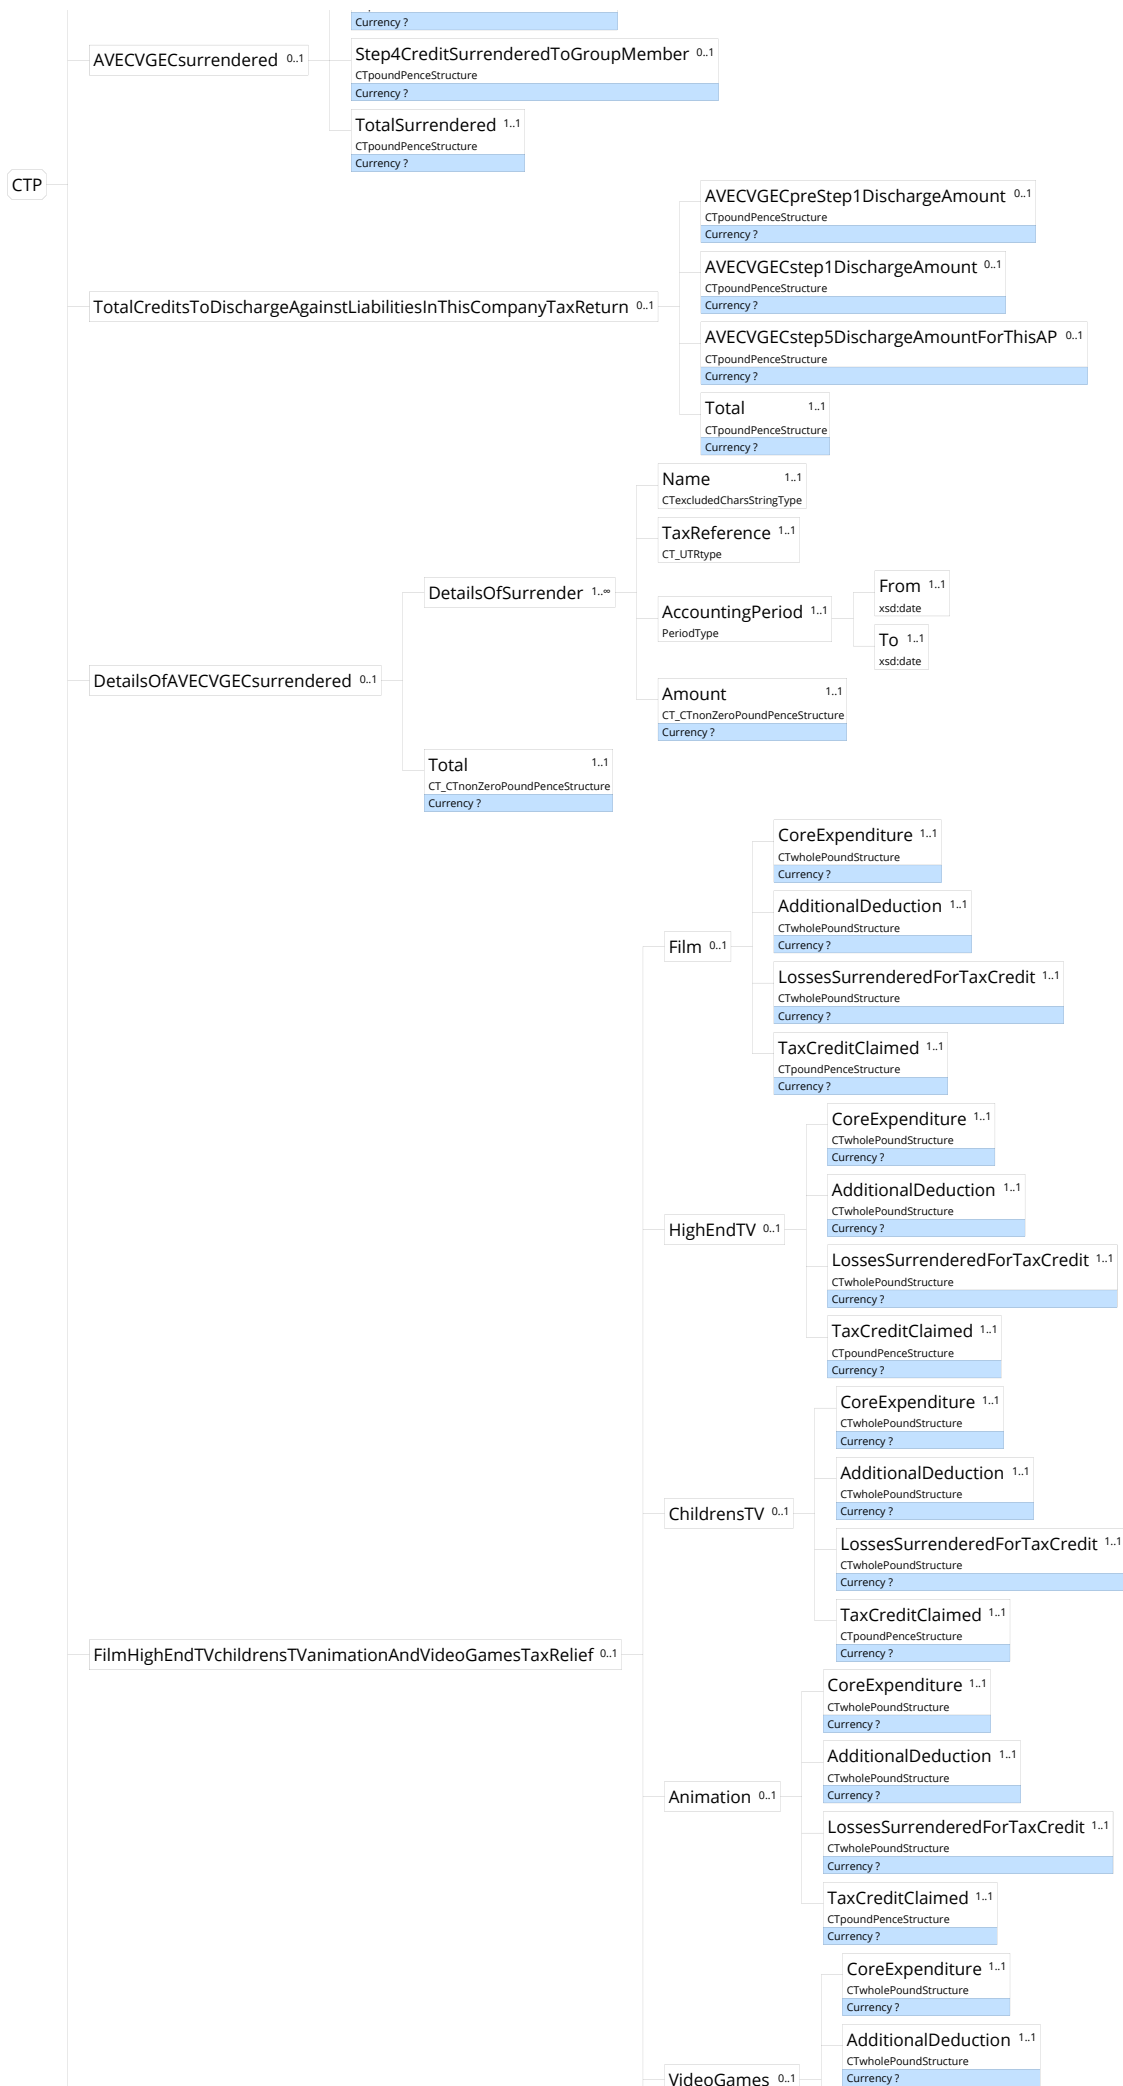 Currency ?
AVECVGECsurrendered 0..1
Step4CreditSurrenderedToGroupMember 0..1
CTpoundPenceStructure
Currency ?
TotalSurrendered 1..1
CTpoundPenceStructure
Currency ?
CTP
AVECVGECpreStep1DischargeAmount 0..1
CTpoundPenceStructure
Currency ?
AVECVGECstep1DischargeAmount 0..1
CTpoundPenceStructure
Currency ?
TotalCreditsToDischargeAgainstLiabilitiesInThisCompanyTaxReturn 0..1
AVECVGECstep5DischargeAmountForThisAP 0..1
CTpoundPenceStructure
Currency ?
Total 1..1
CTpoundPenceStructure
Currency ?
Name 1..1
CTexcludedCharsStringType
TaxReference 1..1
CT_UTRtype
DetailsOfSurrender 1..∞
From 1..1
xsd:date
AccountingPeriod 1..1
PeriodType
To 1..1
xsd:date
DetailsOfAVECVGECsurrendered 0..1
Amount 1..1
CT_CTnonZeroPoundPenceStructure
Currency ?
Total 1..1
CT_CTnonZeroPoundPenceStructure
Currency ?
CoreExpenditure 1..1
CTwholePoundStructure
Currency ?
AdditionalDeduction 1..1
CTwholePoundStructure
Currency ?
Film 0..1
LossesSurrenderedForTaxCredit 1..1
CTwholePoundStructure
Currency ?
TaxCreditClaimed 1..1
CTpoundPenceStructure
Currency ?
CoreExpenditure 1..1
CTwholePoundStructure
Currency ?
AdditionalDeduction 1..1
CTwholePoundStructure
Currency ?
HighEndTV 0..1
LossesSurrenderedForTaxCredit 1..1
CTwholePoundStructure
Currency ?
TaxCreditClaimed 1..1
CTpoundPenceStructure
Currency ?
CoreExpenditure 1..1
CTwholePoundStructure
Currency ?
AdditionalDeduction 1..1
CTwholePoundStructure
Currency ?
ChildrensTV 0..1
LossesSurrenderedForTaxCredit 1..1
CTwholePoundStructure
Currency ?
TaxCreditClaimed 1..1
CTpoundPenceStructure
Currency ?
FilmHighEndTVchildrensTVanimationAndVideoGamesTaxRelief 0..1
CoreExpenditure 1..1
CTwholePoundStructure
Currency ?
AdditionalDeduction 1..1
CTwholePoundStructure
Currency ?
Animation 0..1
LossesSurrenderedForTaxCredit 1..1
CTwholePoundStructure
Currency ?
TaxCreditClaimed 1..1
CTpoundPenceStructure
Currency ?
CoreExpenditure 1..1
CTwholePoundStructure
Currency ?
AdditionalDeduction 1..1
CTwholePoundStructure
Currency ?
VideoGames 0..1